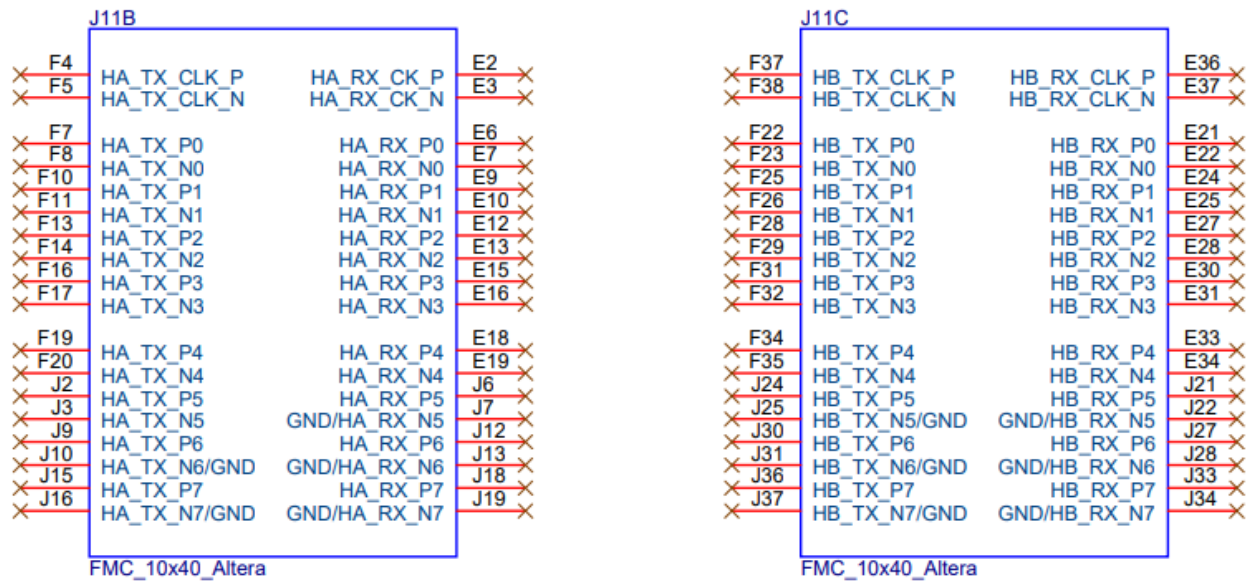 J11B
F4 HA_TX_CLK_P HA_RX_CK_P E2
F5 HA_TX_CLK_N HA_RX_CK_N E3
F7 HA_TX_P0 HA_RX_P0 E6
F8 HA_TX_N0 HA_RX_N0 E7
F10 HA_TX_P1 HA_RX_P1 E9
F11 HA_TX_N1 HA_RX_N1 E10
F13 HA_TX_P2 HA_RX_P2 E12
F14 HA_TX_N2 HA_RX_N2 E13
F16 HA_TX_P3 HA_RX_P3 E15
F17 HA_TX_N3 HA_RX_N3 E16
F19 HA_TX_P4 HA_RX_P4 E18
F20 HA_TX_N4 HA_RX_N4 E19
J2 HA_TX_P5 HA_RX_P5 J6
J3 HA_TX_N5 GND/HA_RX_N5 J7
J9 HA_TX_P6 HA_RX_P6 J12
J10 HA_TX_N6/GND GND/HA_RX_N6 J13
J15 HA_TX_P7 HA_RX_P7 J18
J16 HA_TX_N7/GND GND/HA_RX_N7 J19
FMC_10x40_Altera
J11C
F37 HB_TX_CLK_P HB_RX_CLK_P E36
F38 HB_TX_CLK_N HB_RX_CLK_N E37
F22 HB_TX_P0 HB_RX_P0 E21
F23 HB_TX_N0 HB_RX_N0 E22
F25 HB_TX_P1 HB_RX_P1 E24
F26 HB_TX_N1 HB_RX_N1 E25
F28 HB_TX_P2 HB_RX_P2 E27
F29 HB_TX_N2 HB_RX_N2 E28
F31 HB_TX_P3 HB_RX_P3 E30
F32 HB_TX_N3 HB_RX_N3 E31
F34 HB_TX_P4 HB_RX_P4 E33
F35 HB_TX_N4 HB_RX_N4 E34
J24 HB_TX_P5 HB_RX_P5 J21
J25 HB_TX_N5/GND GND/HB_RX_N5 J22
J30 HB_TX_P6 HB_RX_P6 J27
J31 HB_TX_N6/GND GND/HB_RX_N6 J28
J36 HB_TX_P7 HB_RX_P7 J33
J37 HB_TX_N7/GND GND/HB_RX_N7 J34
FMC_10x40_Altera